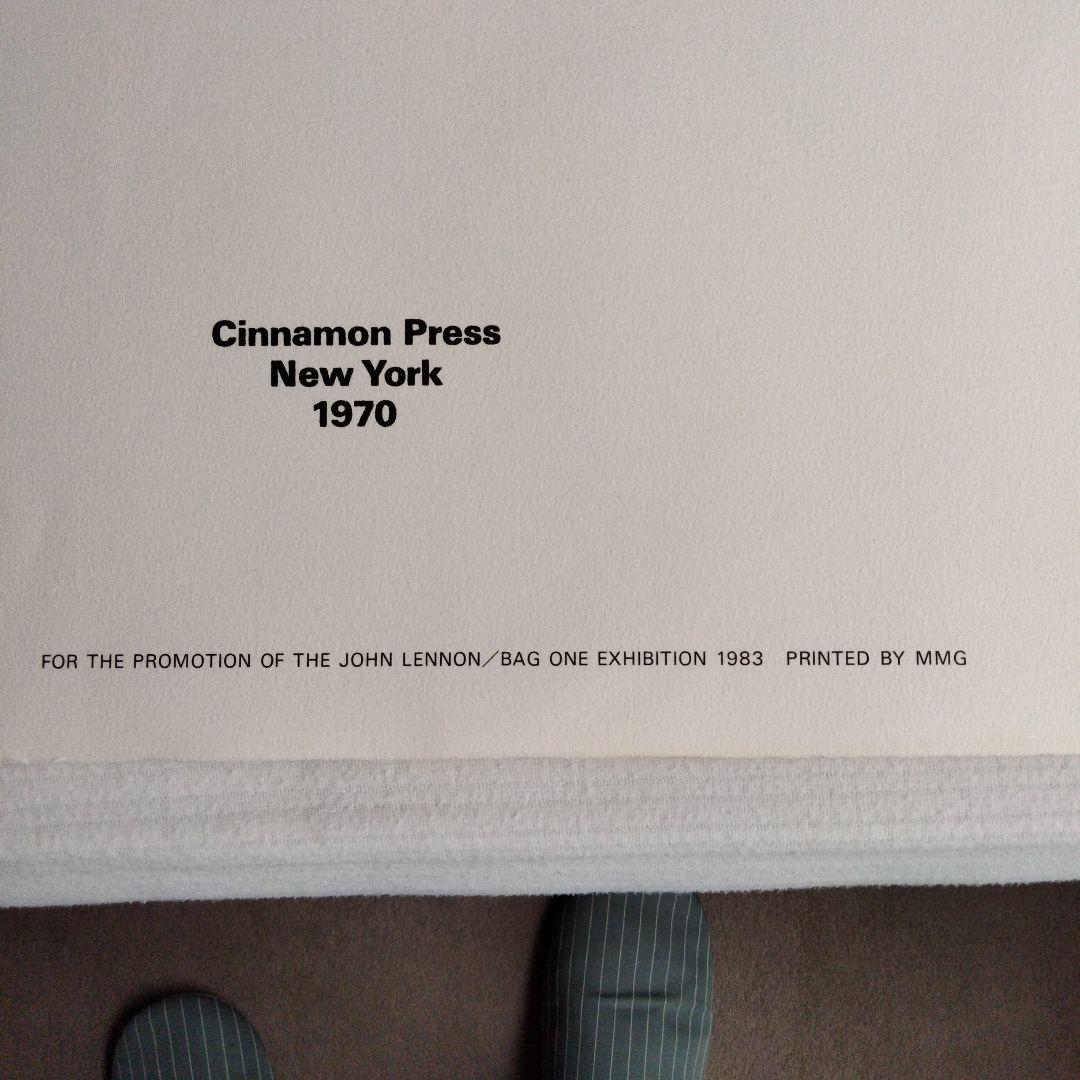 Cinnamon Press
New York
1970
FOR THE PROMOTION OF THE JOHN LENNON／BAG ONE EXHIBITION 1983 PRINTED BY MMG